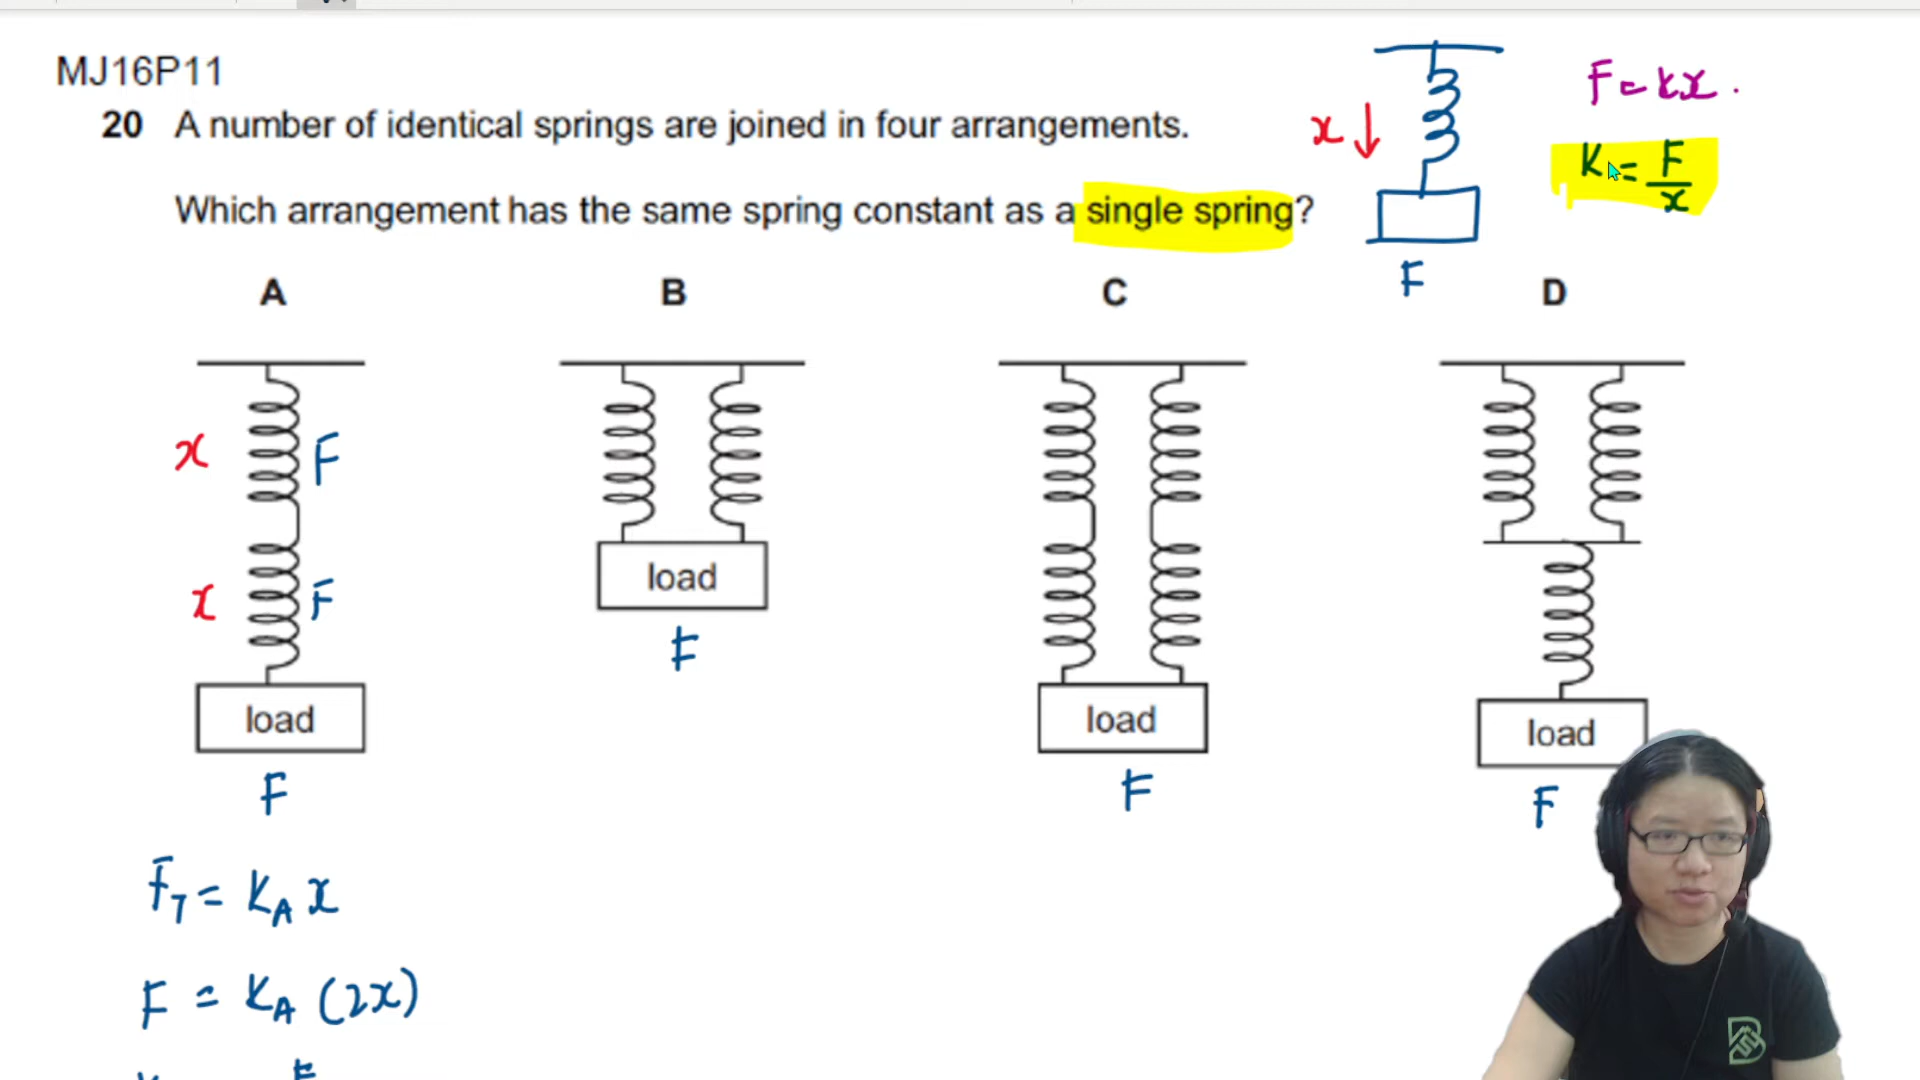 MJ16P11
20 A number of identical springs are joined in four arrangements.
Which arrangement has the same spring constant as a single spring?
x
F
F = kx.
K = F/x
A B C D
x F
x F
load
F
load
F
load
F
load
F
F_T = K_A x
F = K_A (2x)